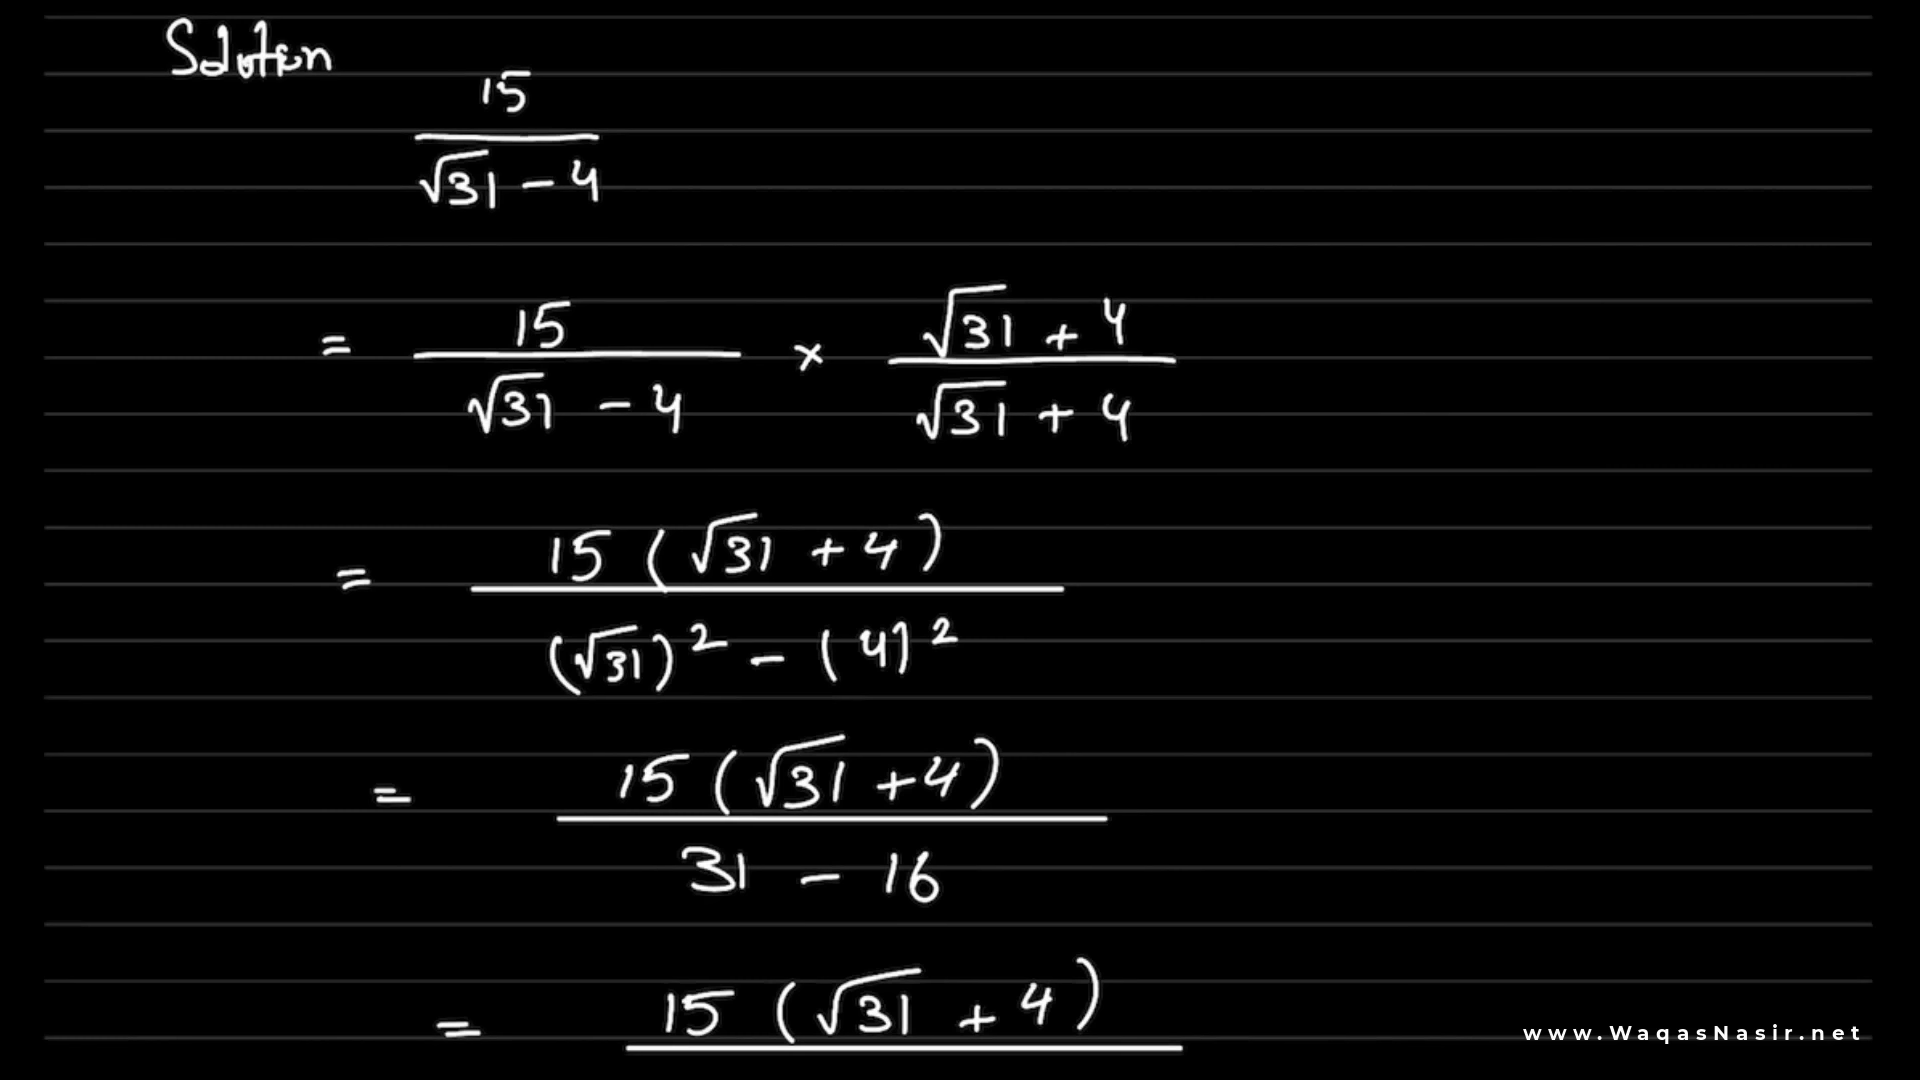 Solution
15
√31 - 4
= 15 / √31 - 4 × √31 + 4 / √31 + 4
= 15 (√31 + 4)
(√31)² - (4)²
= 15 (√31 + 4)
31 - 16
= 15 (√31 + 4)
www.WaqasNasir.net